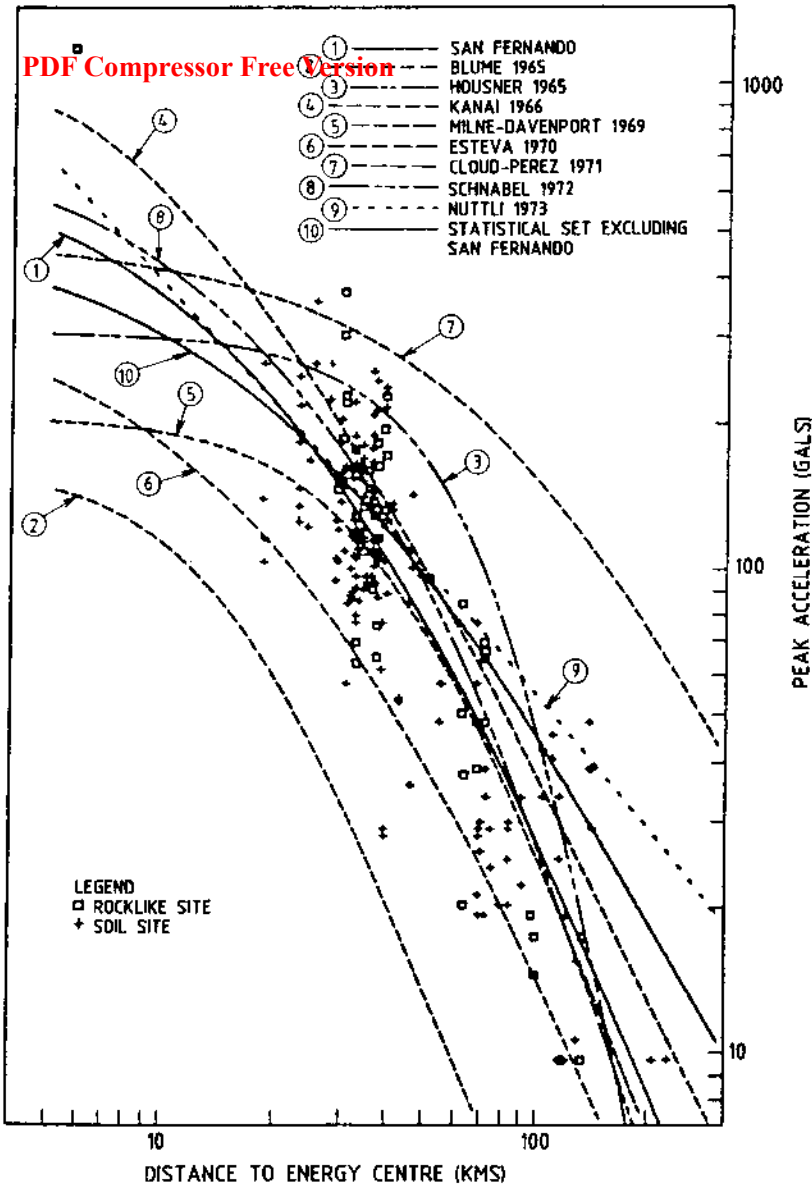 PDF Compressor Free Version
1 SAN FERNANDO
2 BLUME 1965
3 HOUSNER 1965
4 KANAI 1966
5 MILNE-DAVENPORT 1969
6 ESTEVA 1970
7 CLOUD-PEREZ 1971
8 SCHNABEL 1972
9 NUTTLI 1973
10 STATISTICAL SET EXCLUDING
SAN FERNANDO
4
8
1
7
10
5
3
6
2
9
1000
100
10
PEAK ACCELERATION (GALS)
LEGEND
ROCKLIKE SITE
SOIL SITE
10
100
DISTANCE TO ENERGY CENTRE (KMS)